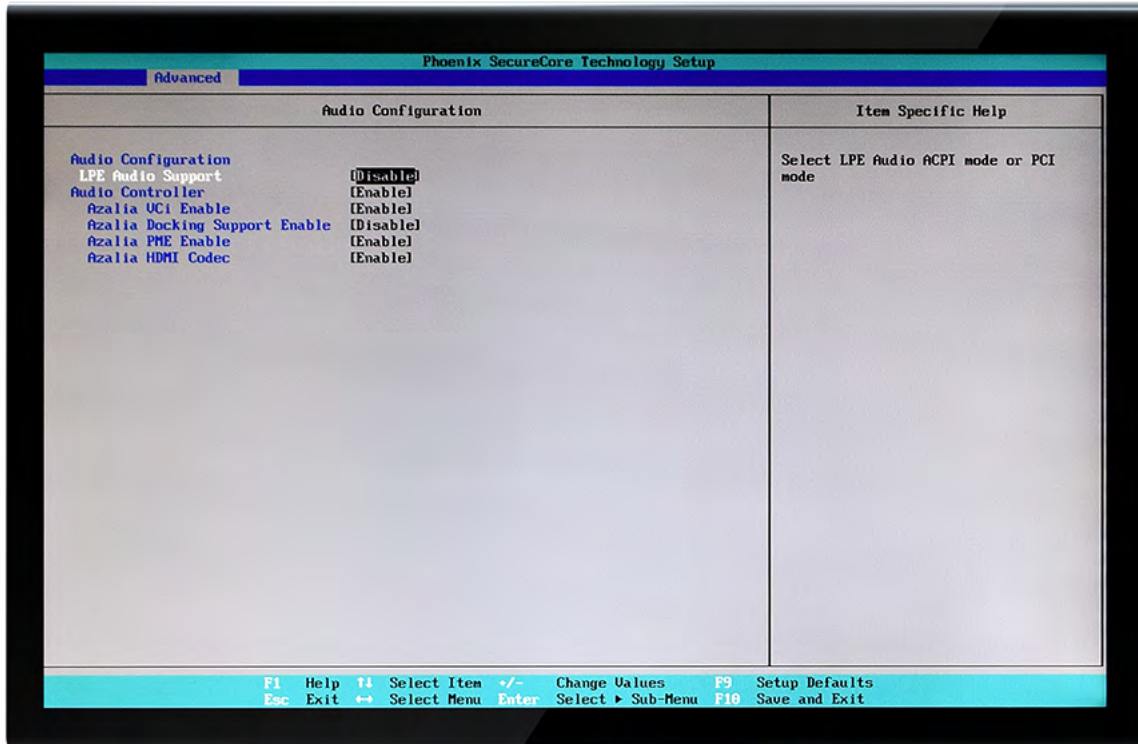 Phoenix SecureCore Technology Setup
Advanced
Audio Configuration
Item Specific Help
Audio Configuration
LPE Audio Support [Disable]
Audio Controller [Enable]
Azalia VCi Enable [Enable]
Azalia Docking Support Enable [Disable]
Azalia PME Enable [Enable]
Azalia HDMI Codec [Enable]
Select LPE Audio ACPI mode or PCI
mode
F1 Help ↑↓ Select Item +/- Change Values F9 Setup Defaults
Esc Exit ↔ Select Menu Enter Select ▶ Sub-Menu F10 Save and Exit